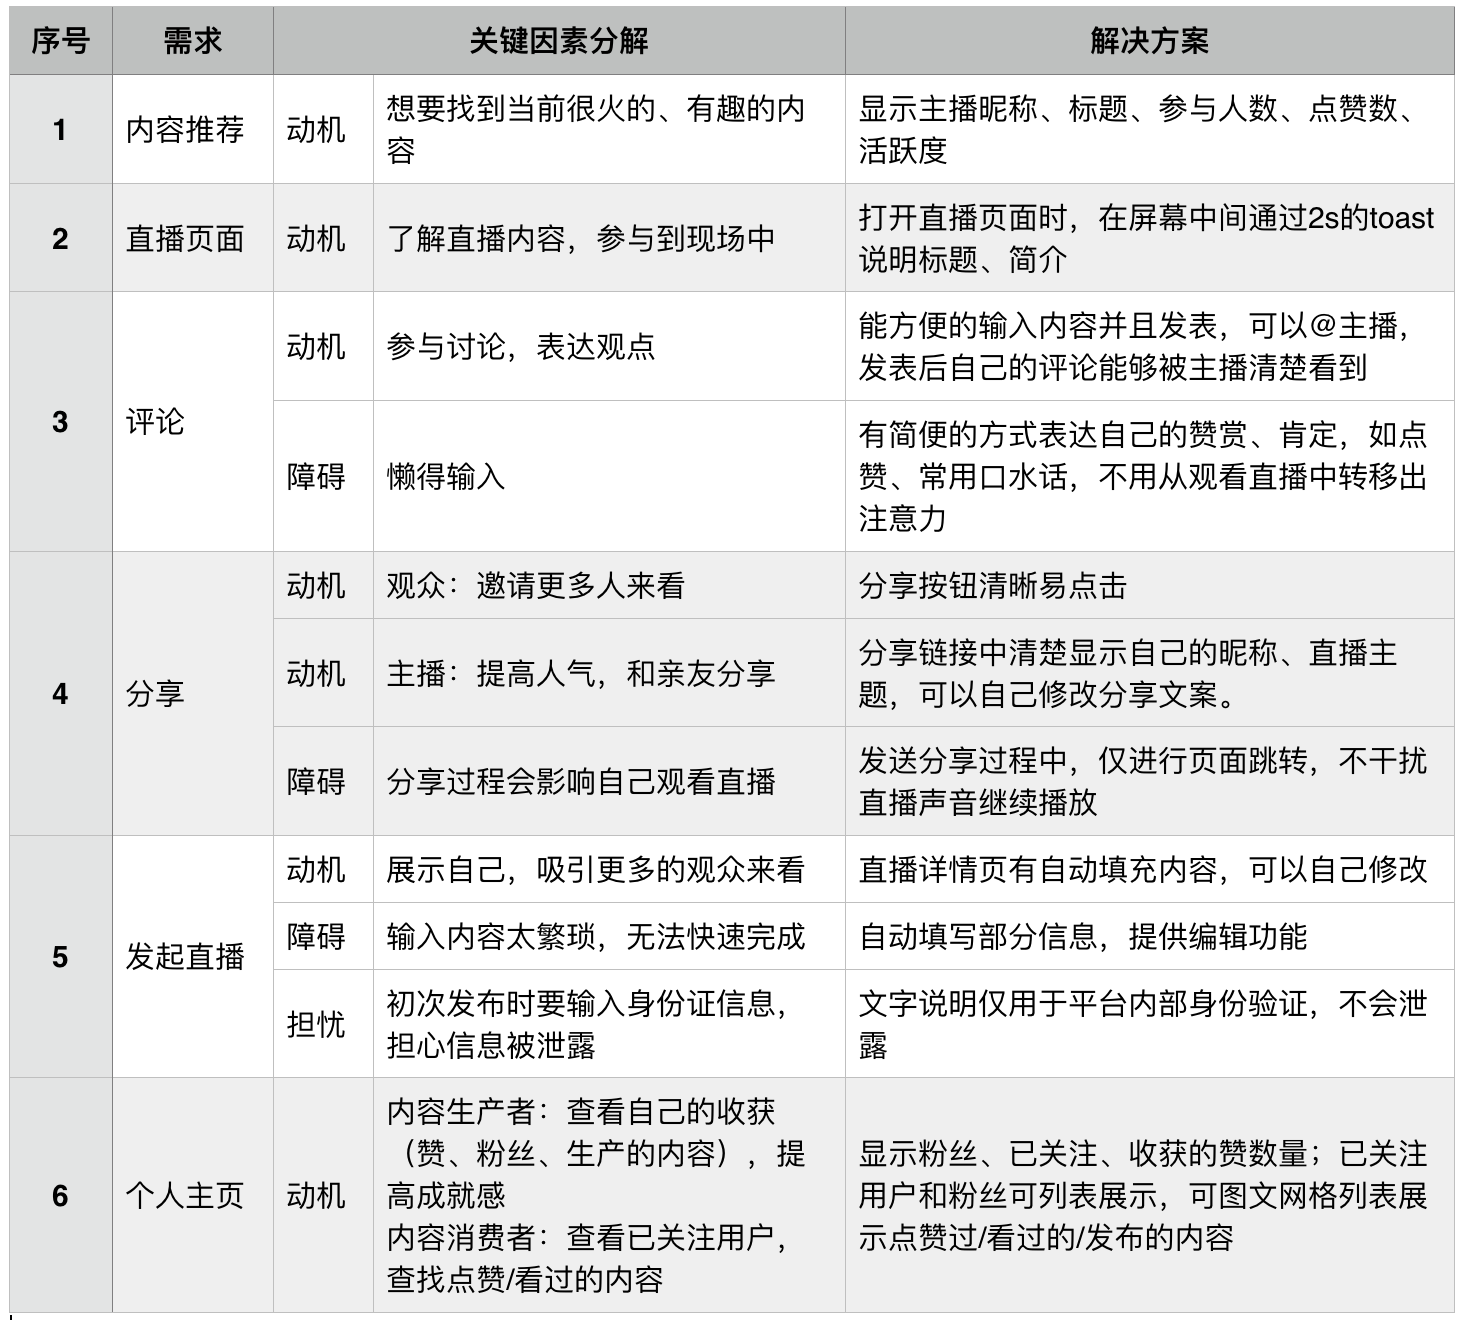 序号 需求 关键因素分解 解决方案
1 内容推荐 动机
想要找到当前很火的、有趣的内
容
显示主播昵称、标题、参与人数、点赞数、
活跃度
2 直播页面 动机 了解直播内容，参与到现场中
打开直播页面时，在屏幕中间通过2s的toast
说明标题、简介
3 评论
动机 参与讨论，表达观点
能方便的输入内容并且发表，可以@主播，
发表后自己的评论能够被主播清楚看到
障碍 懒得输入
有简便的方式表达自己的赞赏、肯定，如点
赞、常用口水话，不用从观看直播中转移出
注意力
4 分享
动机 观众：邀请更多人来看 分享按钮清晰易点击
动机 主播：提高人气，和亲友分享
分享链接中清楚显示自己的昵称、直播主
题，可以自己修改分享文案。
障碍 分享过程会影响自己观看直播
发送分享过程中，仅进行页面跳转，不干扰
直播声音继续播放
5 发起直播
动机 展示自己，吸引更多的观众来看 直播详情页有自动填充内容，可以自己修改
障碍 输入内容太繁琐，无法快速完成 自动填写部分信息，提供编辑功能
担忧
初次发布时要输入身份证信息，
担心信息被泄露
文字说明仅用于平台内部身份验证，不会泄
露
6 个人主页 动机
内容生产者：查看自己的收获
（赞、粉丝、生产的内容），提
高成就感
内容消费者：查看已关注用户，
查找点赞/看过的内容
显示粉丝、已关注、收获的赞数量；已关注
用户和粉丝可列表展示，可图文网格列表展
示点赞过/看过的/发布的内容